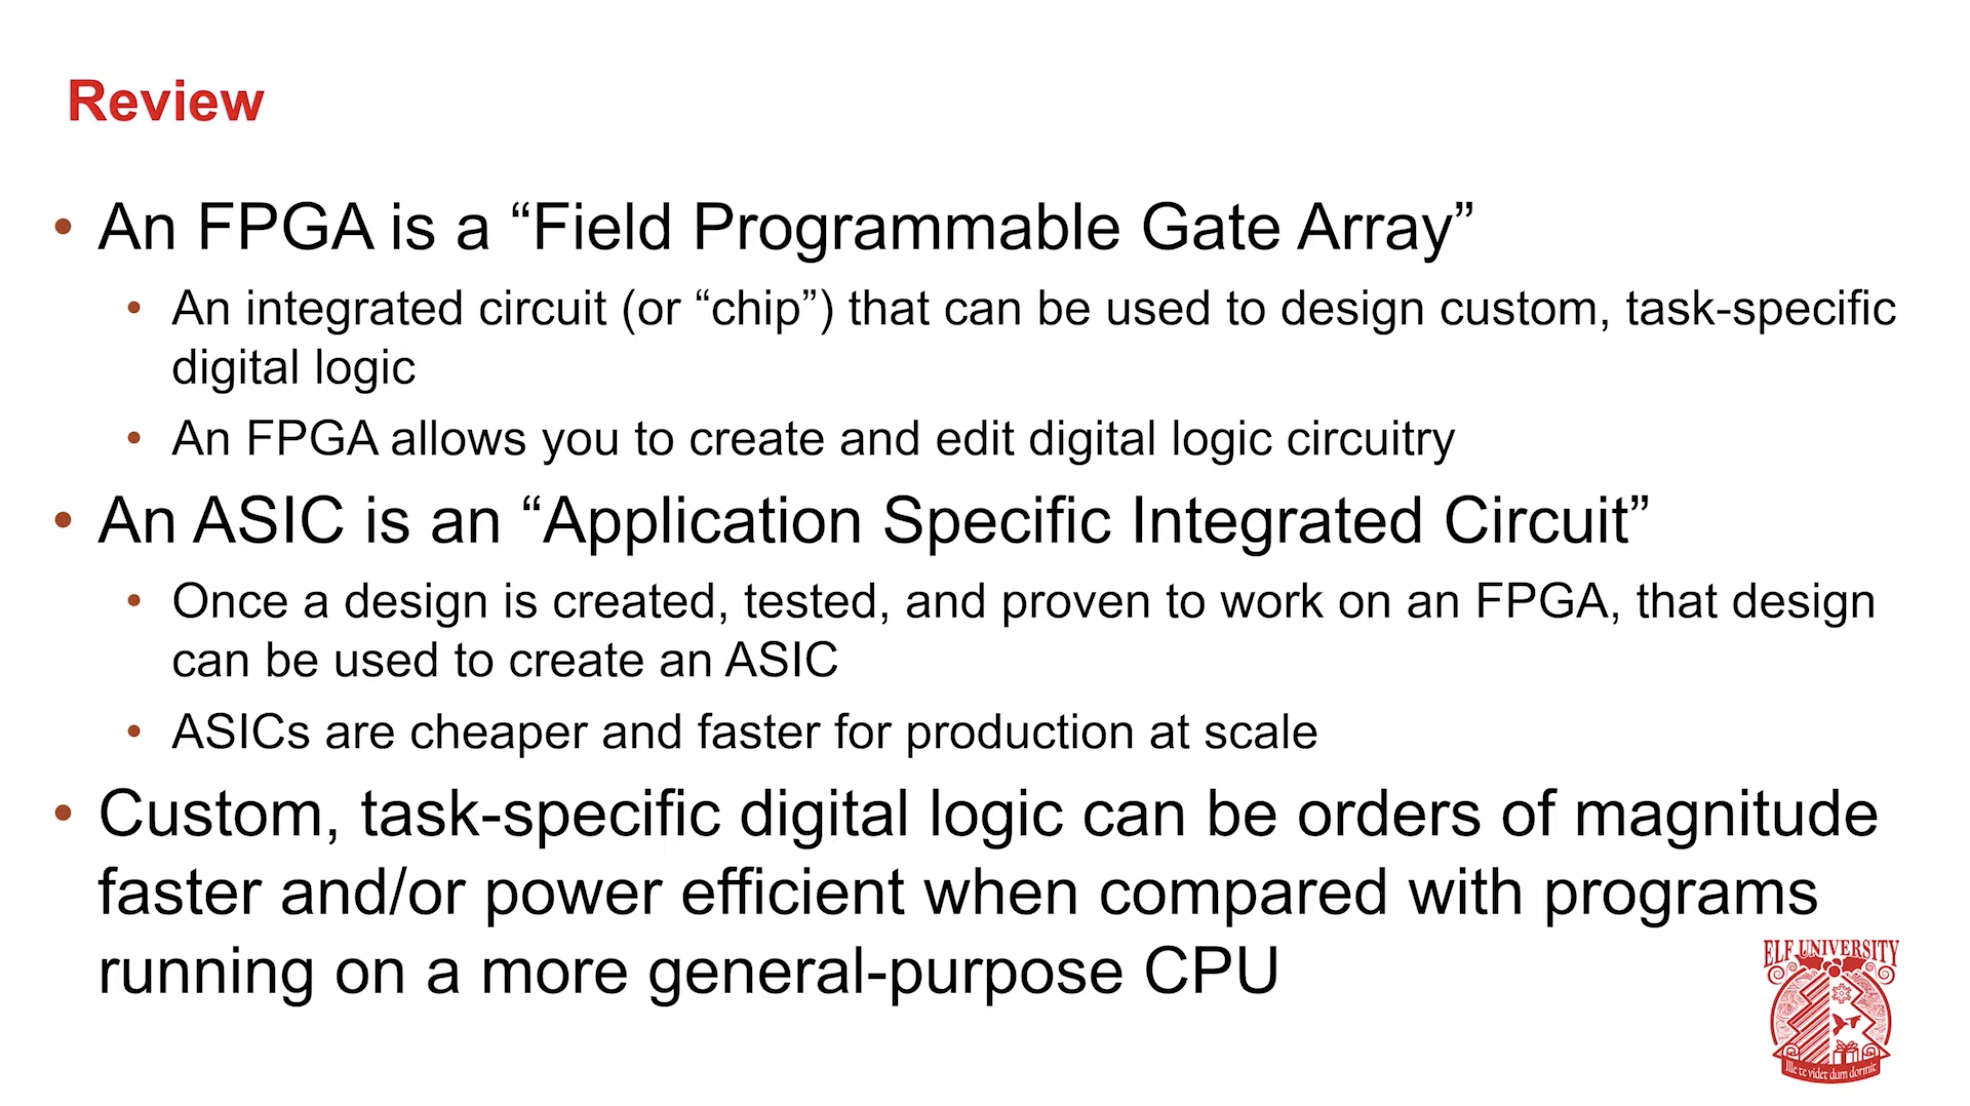 Review
• An FPGA is a “Field Programmable Gate Array”
• An integrated circuit (or “chip”) that can be used to design custom, task-specific
digital logic
• An FPGA allows you to create and edit digital logic circuitry
• An ASIC is an “Application Specific Integrated Circuit”
• Once a design is created, tested, and proven to work on an FPGA, that design
can be used to create an ASIC
• ASICs are cheaper and faster for production at scale
• Custom, task-specific digital logic can be orders of magnitude
faster and/or power efficient when compared with programs
running on a more general-purpose CPU
ELF UNIVERSITY
Ille te videt dum dormit